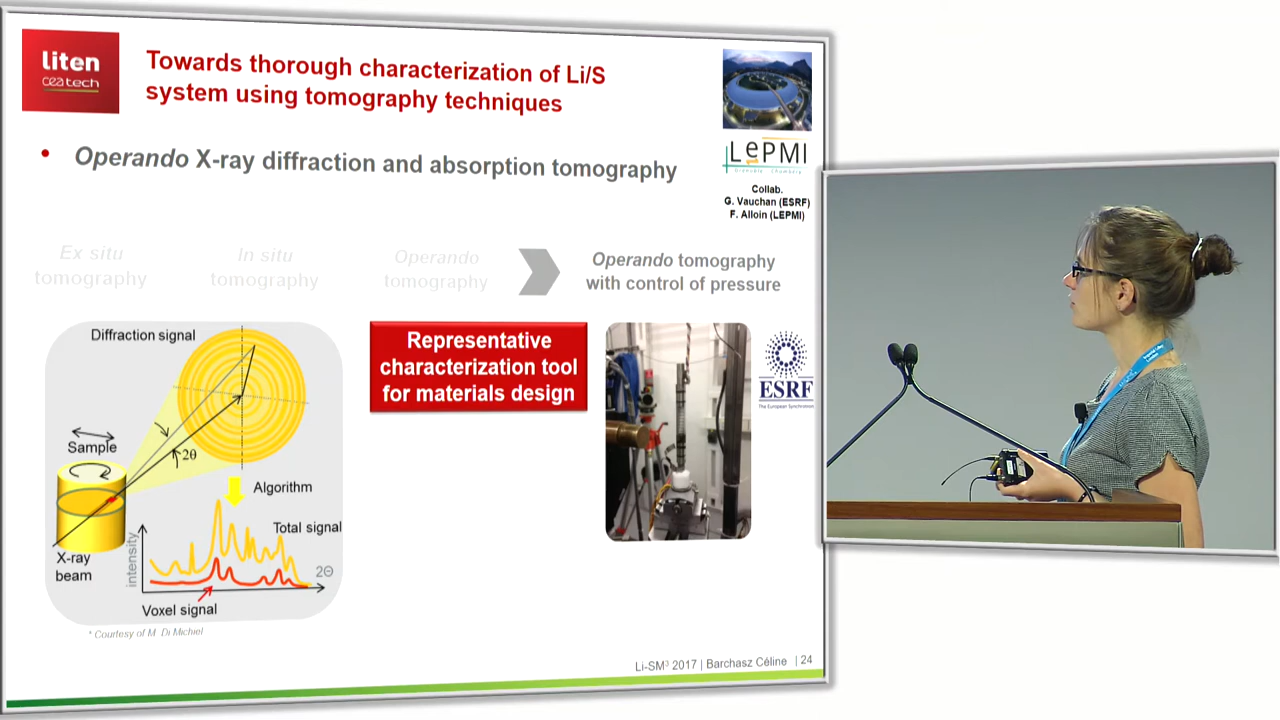 liten
ceatech
Towards thorough characterization of Li/S
system using tomography techniques
• Operando X-ray diffraction and absorption tomography
LePMI
Grenoble Chambéry
Collab.
G. Vauchan (ESRF)
F. Alloin (LEPMI)
Ex situ
tomography
In situ
tomography
Operando
tomography
Operando tomography
with control of pressure
Diffraction signal
Sample
2θ
Algorithm
Total signal
intensity
2Θ
X-ray
beam
Voxel signal
* Courtesy of M. Di Michiel
Representative
characterization tool
for materials design
ESRF
The European Synchrotron
Li-SM³ 2017 | Barchasz Céline | 24